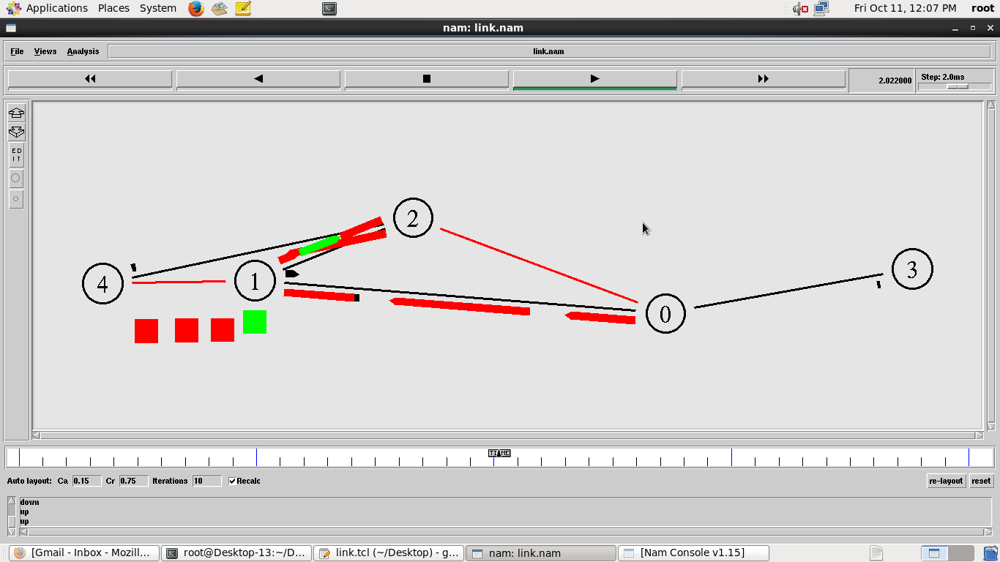 Applications Places System Fri Oct 11, 12:07 PM root
nam: link.nam
File Views Analysis link.nam
2.022000 Step: 2.0ms
ED
IT
2
3
4 1
0
TIME
Auto layout: Ca 0.15 Cr 0.75 Iterations 10 Recalc re-layout reset
down
up
up
[Gmail - Inbox - Mozill... root@Desktop-13:~/D... link.tcl (~/Desktop) - g... nam: link.nam [Nam Console v1.15]